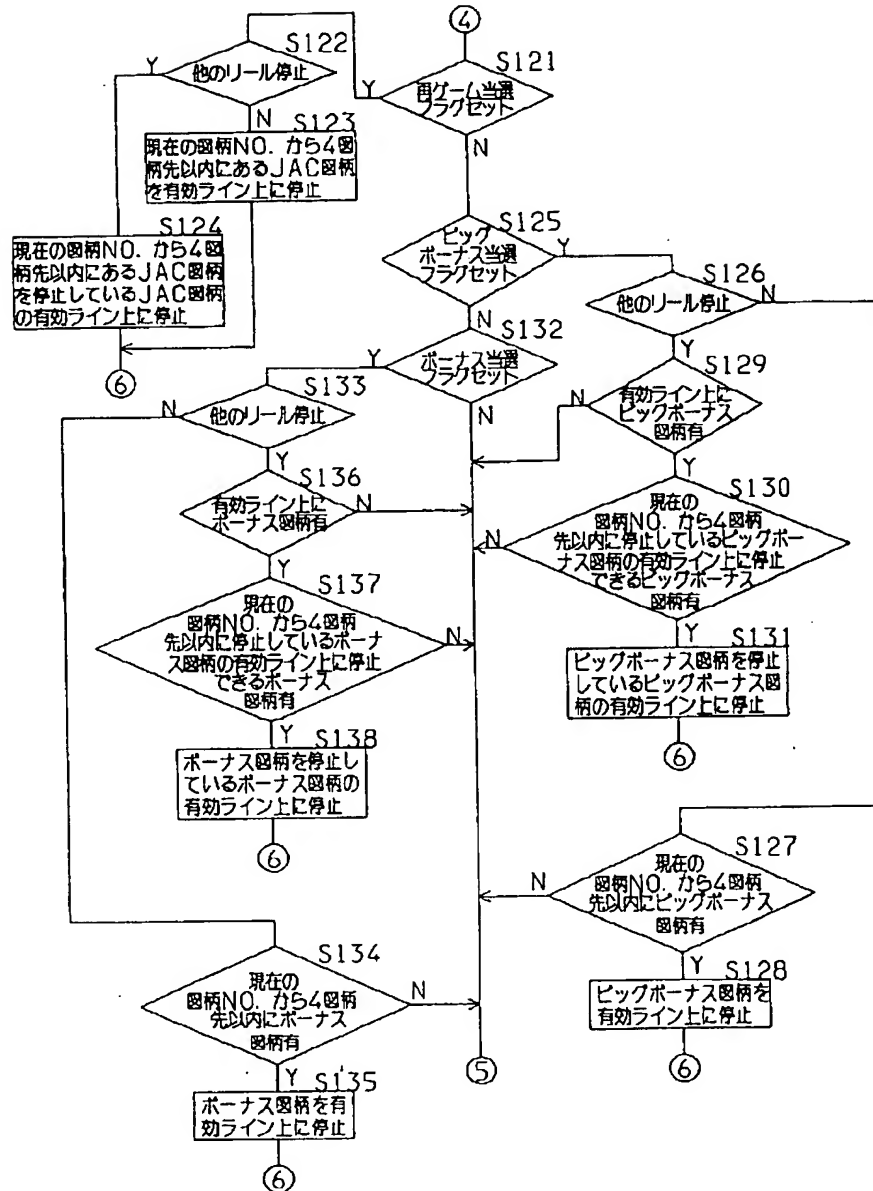 ④
S121
再ゲーム当選
フラグセット
Y
N
S122
他のリール停止
Y
N
S123
現在の図柄NO. から4図
柄先以内にあるJAC図柄
を有効ライン上に停止
S124
現在の図柄NO. から4図
柄先以内にあるJAC図柄
を停止しているJAC図柄
の有効ライン上に停止
⑥
S125
ビッグ
ボーナス当選
フラグセット
Y
N
S126
他のリール停止
N
Y
S129
有効ライン上に
ビッグボーナス
図柄有
N
Y
S130
現在の
図柄NO. から4図柄
先以内に停止しているビッグボー
ナス図柄の有効ライン上に停止
できるビッグボーナス
図柄有
N
Y
S131
ビッグボーナス図柄を停止
しているビッグボーナス図
柄の有効ライン上に停止
⑥
S127
現在の
図柄NO. から4図柄
先以内にビッグボーナス
図柄有
N
Y
S128
ビッグボーナス図柄を
有効ライン上に停止
⑥
S132
ボーナス当選
フラグセット
Y
N
S133
他のリール停止
N
Y
S136
有効ライン上に
ボーナス図柄有
N
Y
S137
現在の
図柄NO. から4図柄
先以内に停止しているボーナ
ス図柄の有効ライン上に停止
できるボーナス
図柄有
N
Y
S138
ボーナス図柄を停止し
ているボーナス図柄の
有効ライン上に停止
⑥
S134
現在の
図柄NO. から4図柄
先以内にボーナス
図柄有
N
Y
S135
ボーナス図柄を有
効ライン上に停止
⑥
⑤